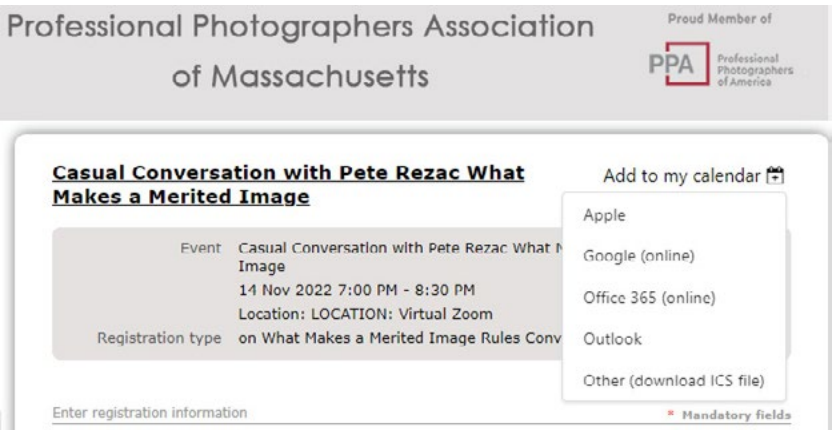 Professional Photographers Association
of Massachusetts
Proud Member of
PPA
Professional
Photographers
of America
Casual Conversation with Pete Rezac What
Makes a Merited Image
Add to my calendar
Apple
Google (online)
Office 365 (online)
Outlook
Other (download ICS file)
Event Casual Conversation with Pete Rezac What
Image
14 Nov 2022 7:00 PM - 8:30 PM
Location: LOCATION: Virtual Zoom
Registration type on What Makes a Merited Image Rules Conv
Enter registration information
* Mandatory fields